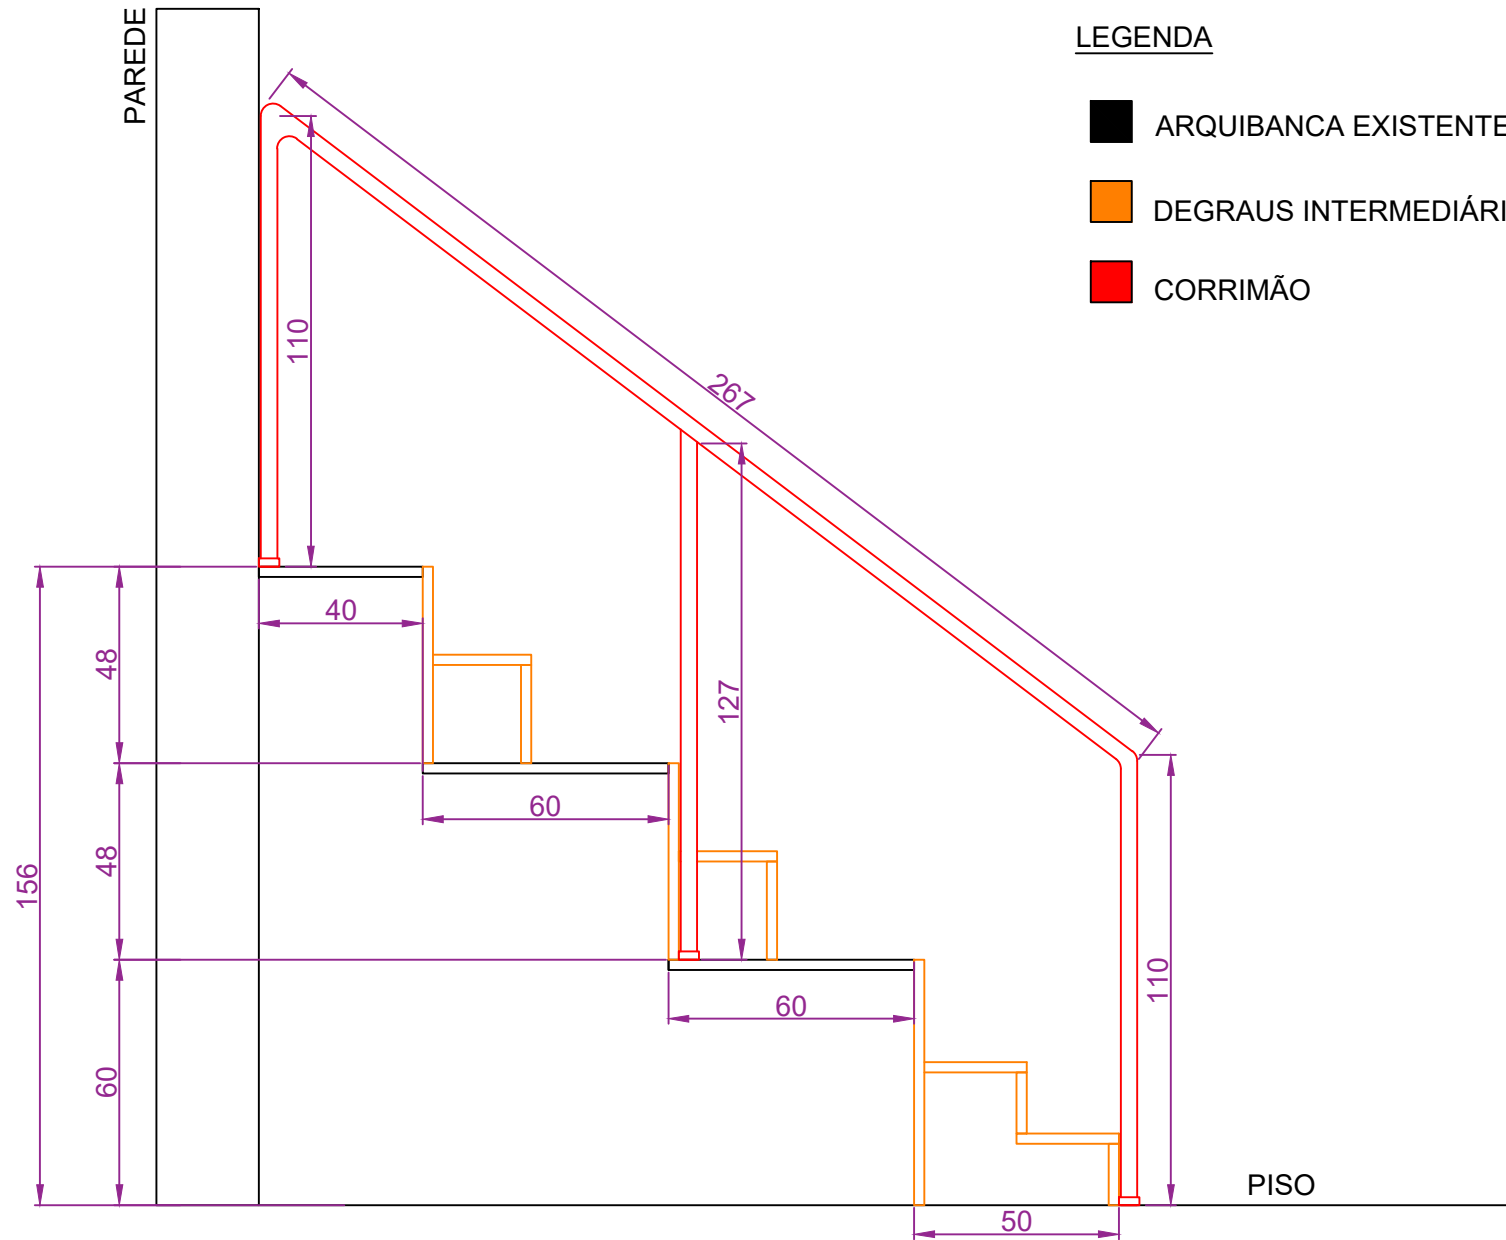 PAREDE
LEGENDA
ARQUIBANCA EXISTENTE
DEGRAUS INTERMEDIÁRI
CORRIMÃO
267
110
127
110
40
60
60
50
48
48
60
156
PISO